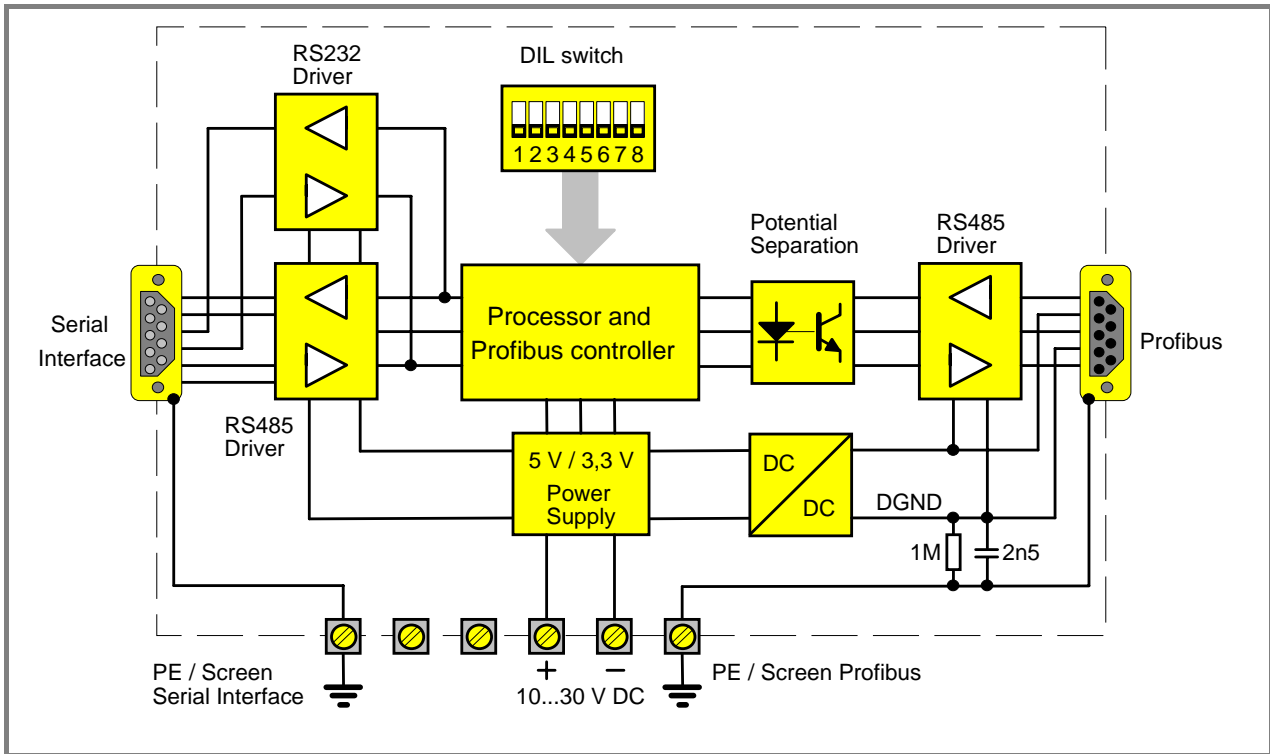 RS232
Driver
DIL switch
1 2 3 4 5 6 7 8
Potential
Separation
RS485
Driver
Serial
Interface
Processor and
Profibus controller
Profibus
RS485
Driver
5 V / 3,3 V
Power
Supply
DC
DC
DGND
1M
2n5
PE / Screen
Serial Interface
+
−
10...30 V DC
PE / Screen Profibus